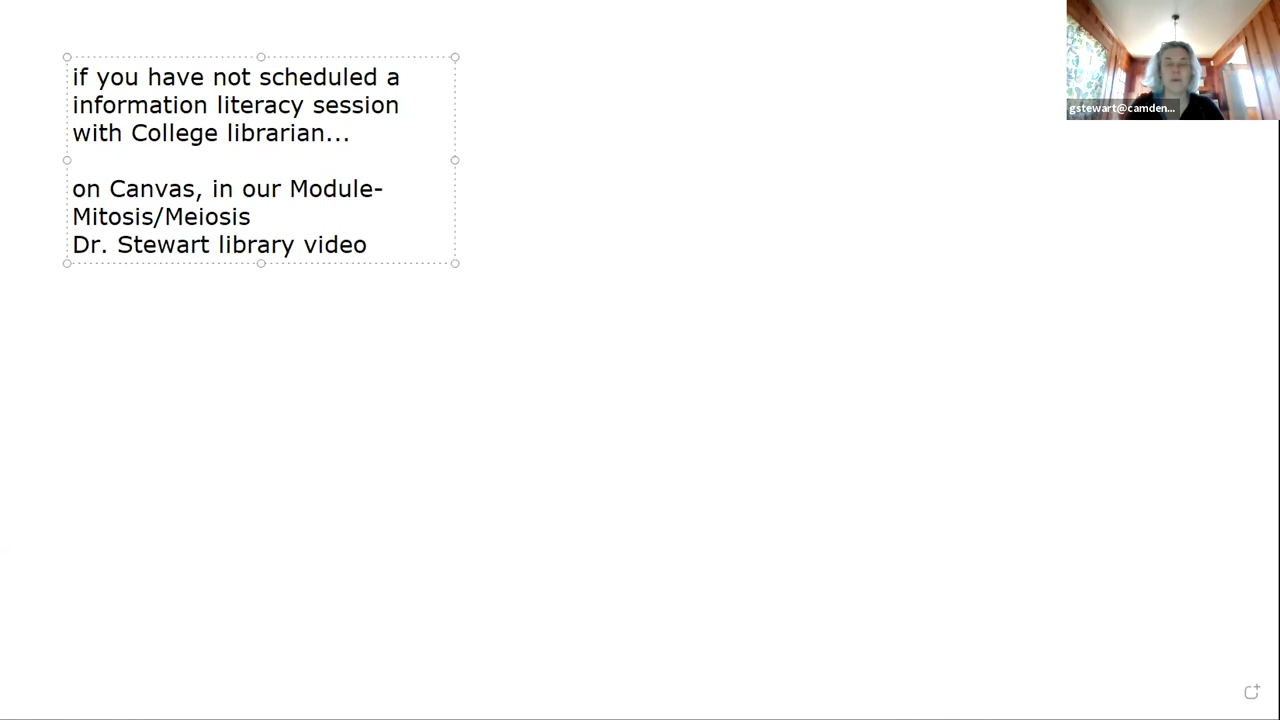 if you have not scheduled a
information literacy session
with College librarian...
on Canvas, in our Module-
Mitosis/Meiosis
Dr. Stewart library video
gstewart@camden...